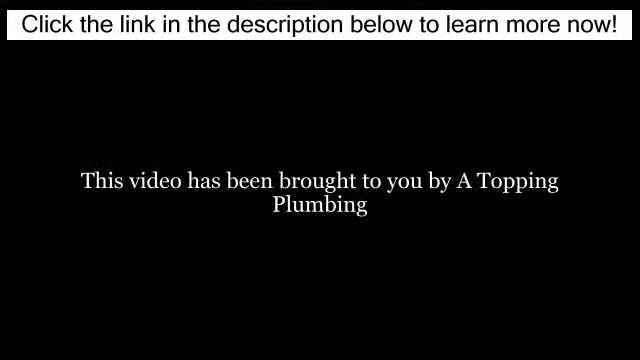 Click the link in the description below to learn more now!
This video has been brought to you by A Topping
Plumbing